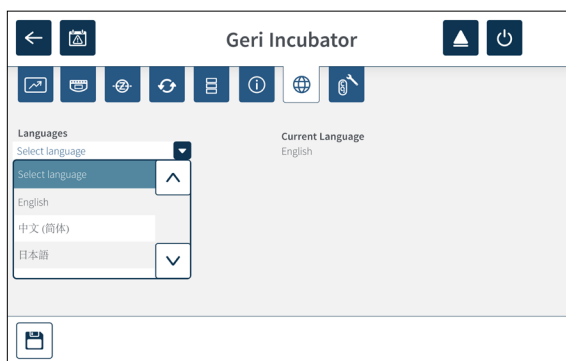 Geri Incubator
Languages
Select language
Select language
English
中文 (简体)
日本語
Current Language
English